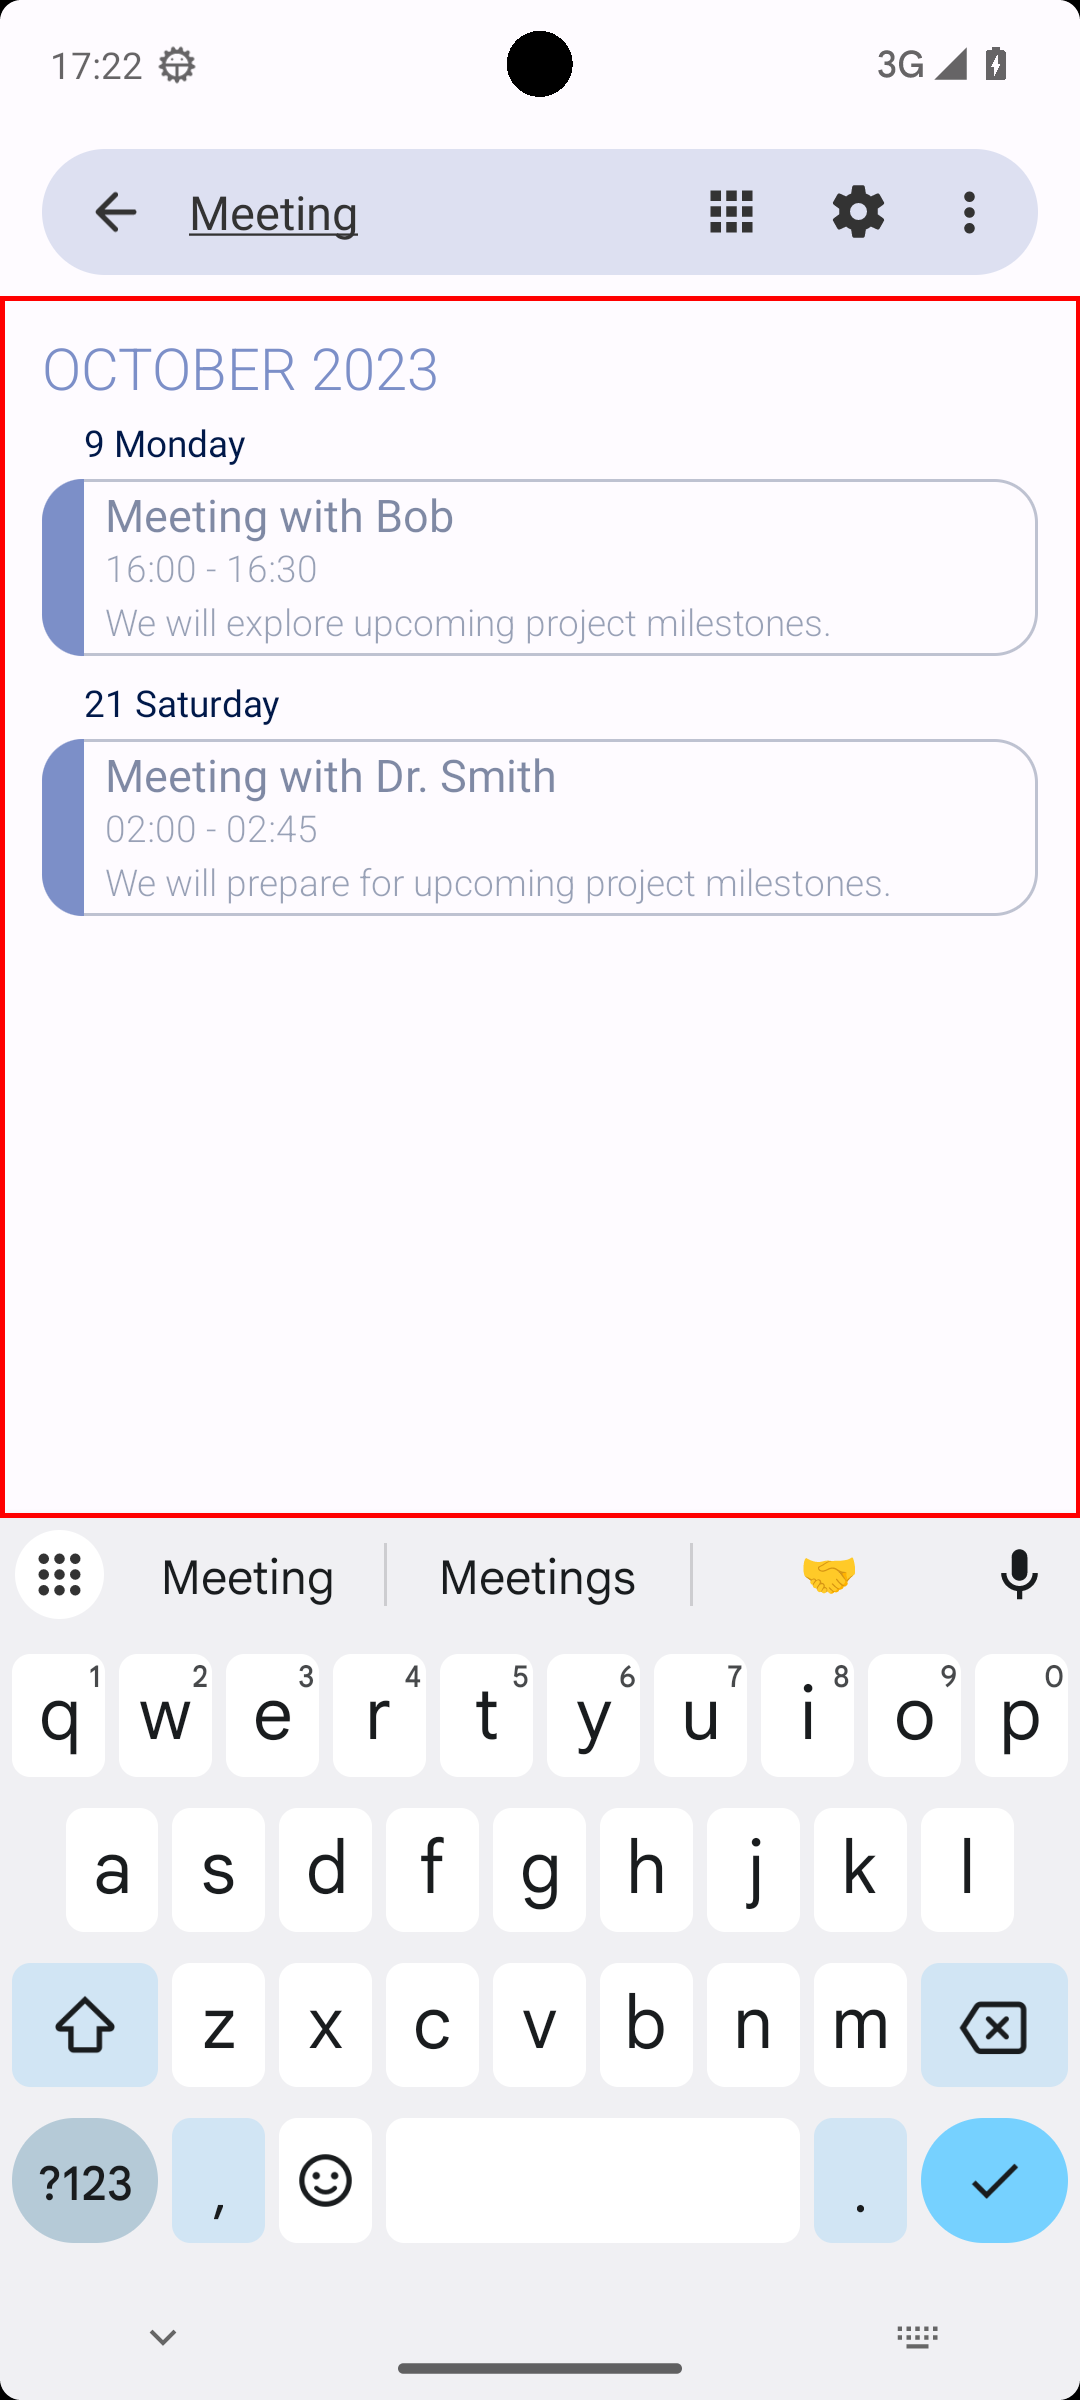 17:22
3G
Meeting
OCTOBER 2023
9 Monday
Meeting with Bob
16:00 - 16:30
We will explore upcoming project milestones.
21 Saturday
Meeting with Dr. Smith
02:00 - 02:45
We will prepare for upcoming project milestones.
Meeting Meetings
q 1 w 2 e 3 r 4 t 5 y 6 u 7 i 8 o 9 p 0
a s d f g h j k l
z x c v b n m
?123 , .